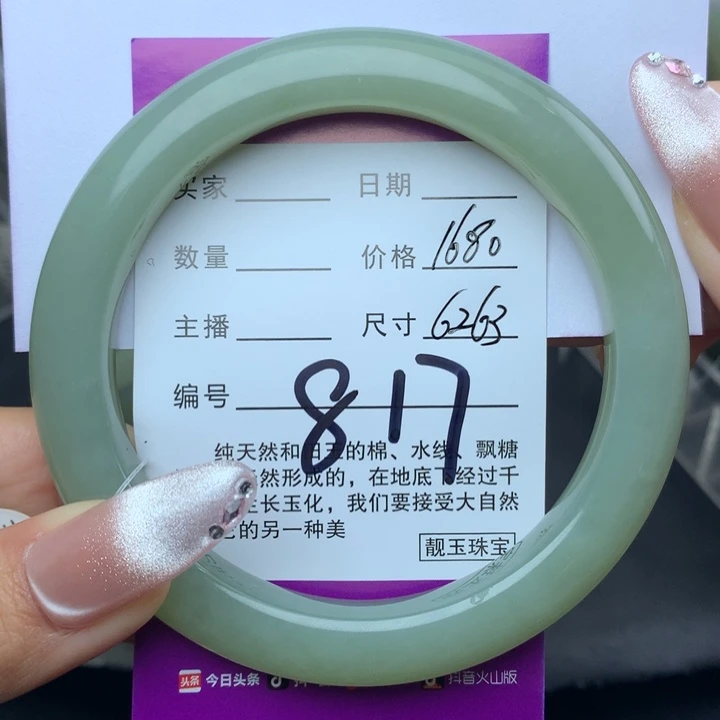 买家 日期
数量 价格 1680
主播 尺寸 6263
编号 817
纯天然和田玉的棉、水线、飘糖
然形成的，在地底下经过千
生长玉化，我们要接受大自然
的另一种美
靓玉珠宝
头条 今日头条 抖音火山版